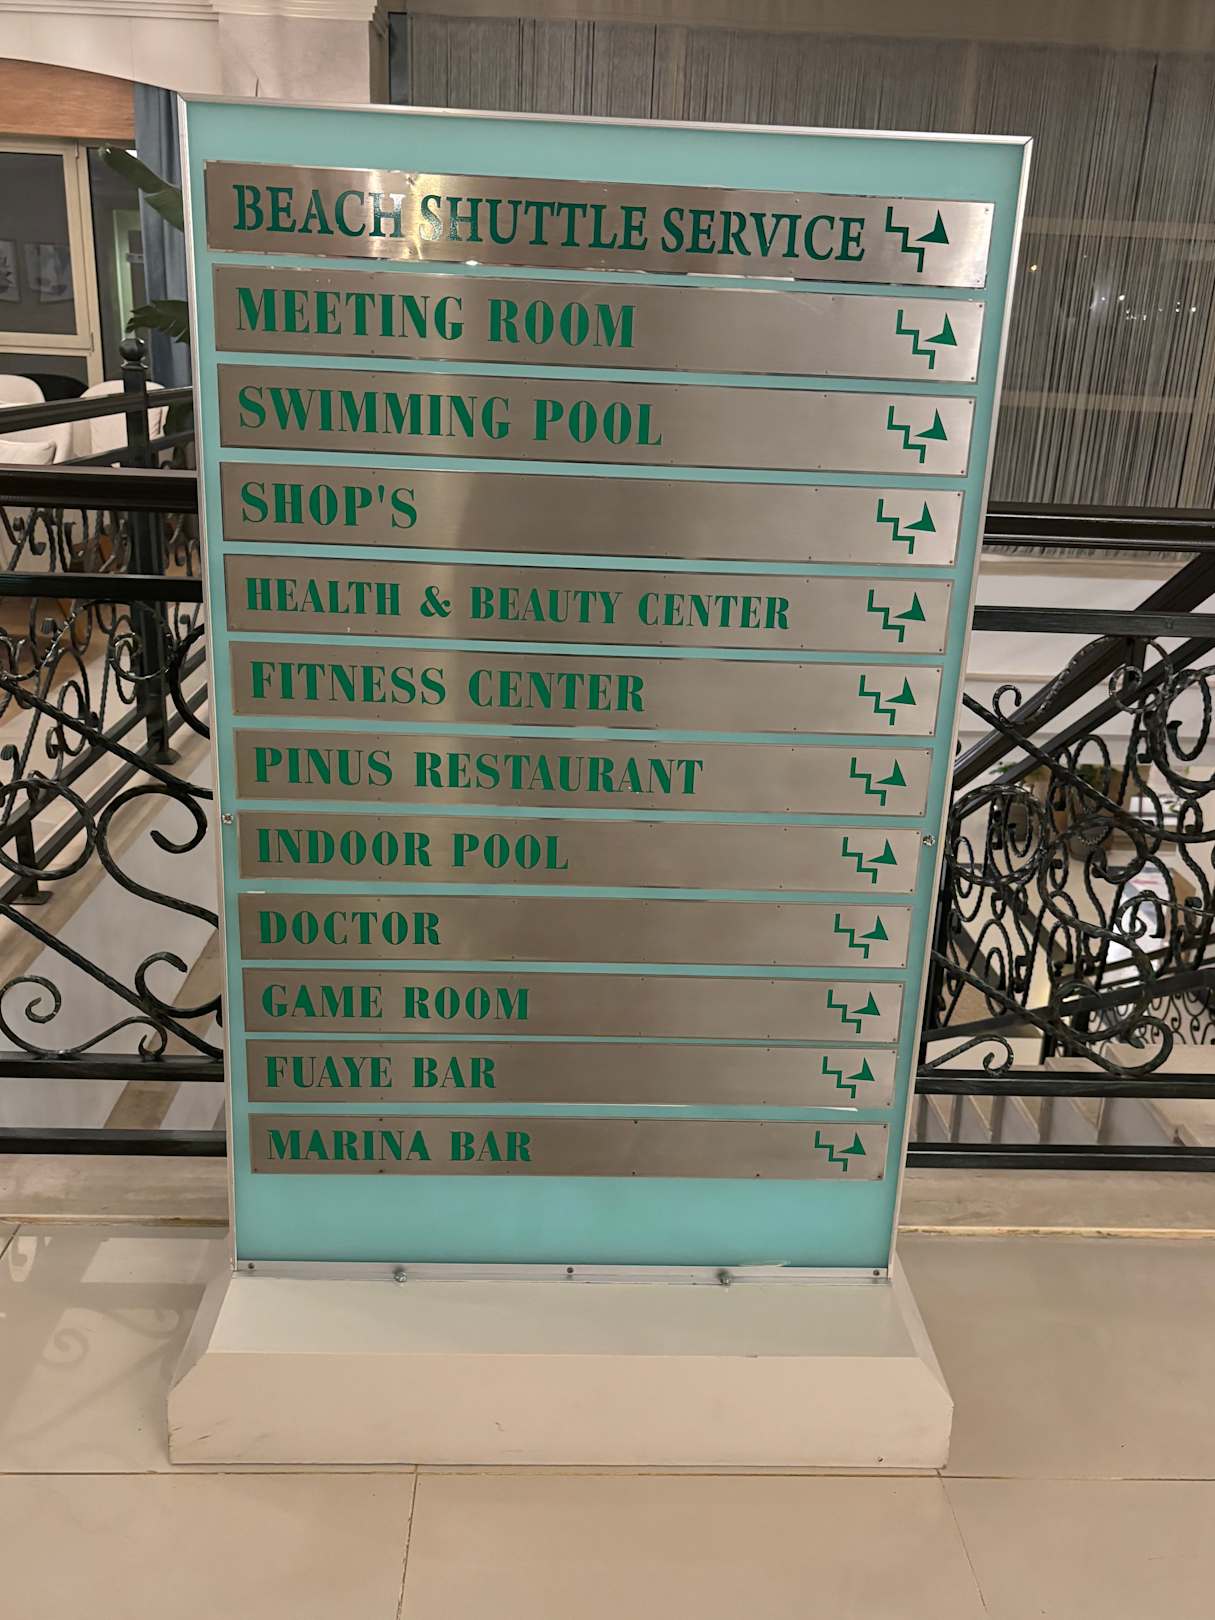 BEACH SHUTTLE SERVICE
MEETING ROOM
SWIMMING POOL
SHOP'S
HEALTH & BEAUTY CENTER
FITNESS CENTER
PINUS RESTAURANT
INDOOR POOL
DOCTOR
GAME ROOM
FUAYE BAR
MARINA BAR